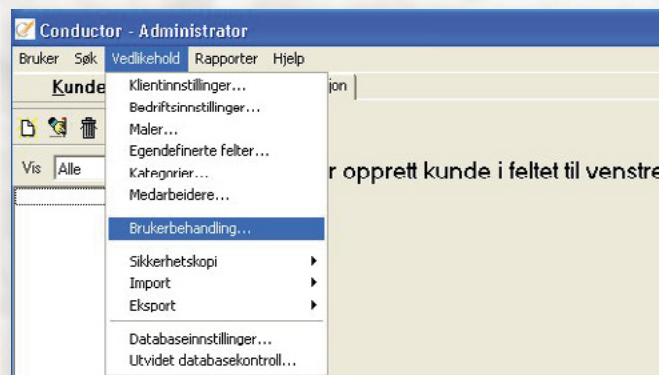 Conductor - Administrator
Bruker Søk Vedlikehold Rapporter Hjelp
Kunde
jon
Klientinnstillinger...
Bedriftsinnstillinger...
Maler...
Egendefinerte felter...
Vis Alle
Kategorier...
r opprett kunde i feltet til venstre
Medarbeidere...
Brukerbehandling...
Sikkerhetskopi
Import
Eksport
Databaseinnstillinger...
Utvidet databasekontroll...